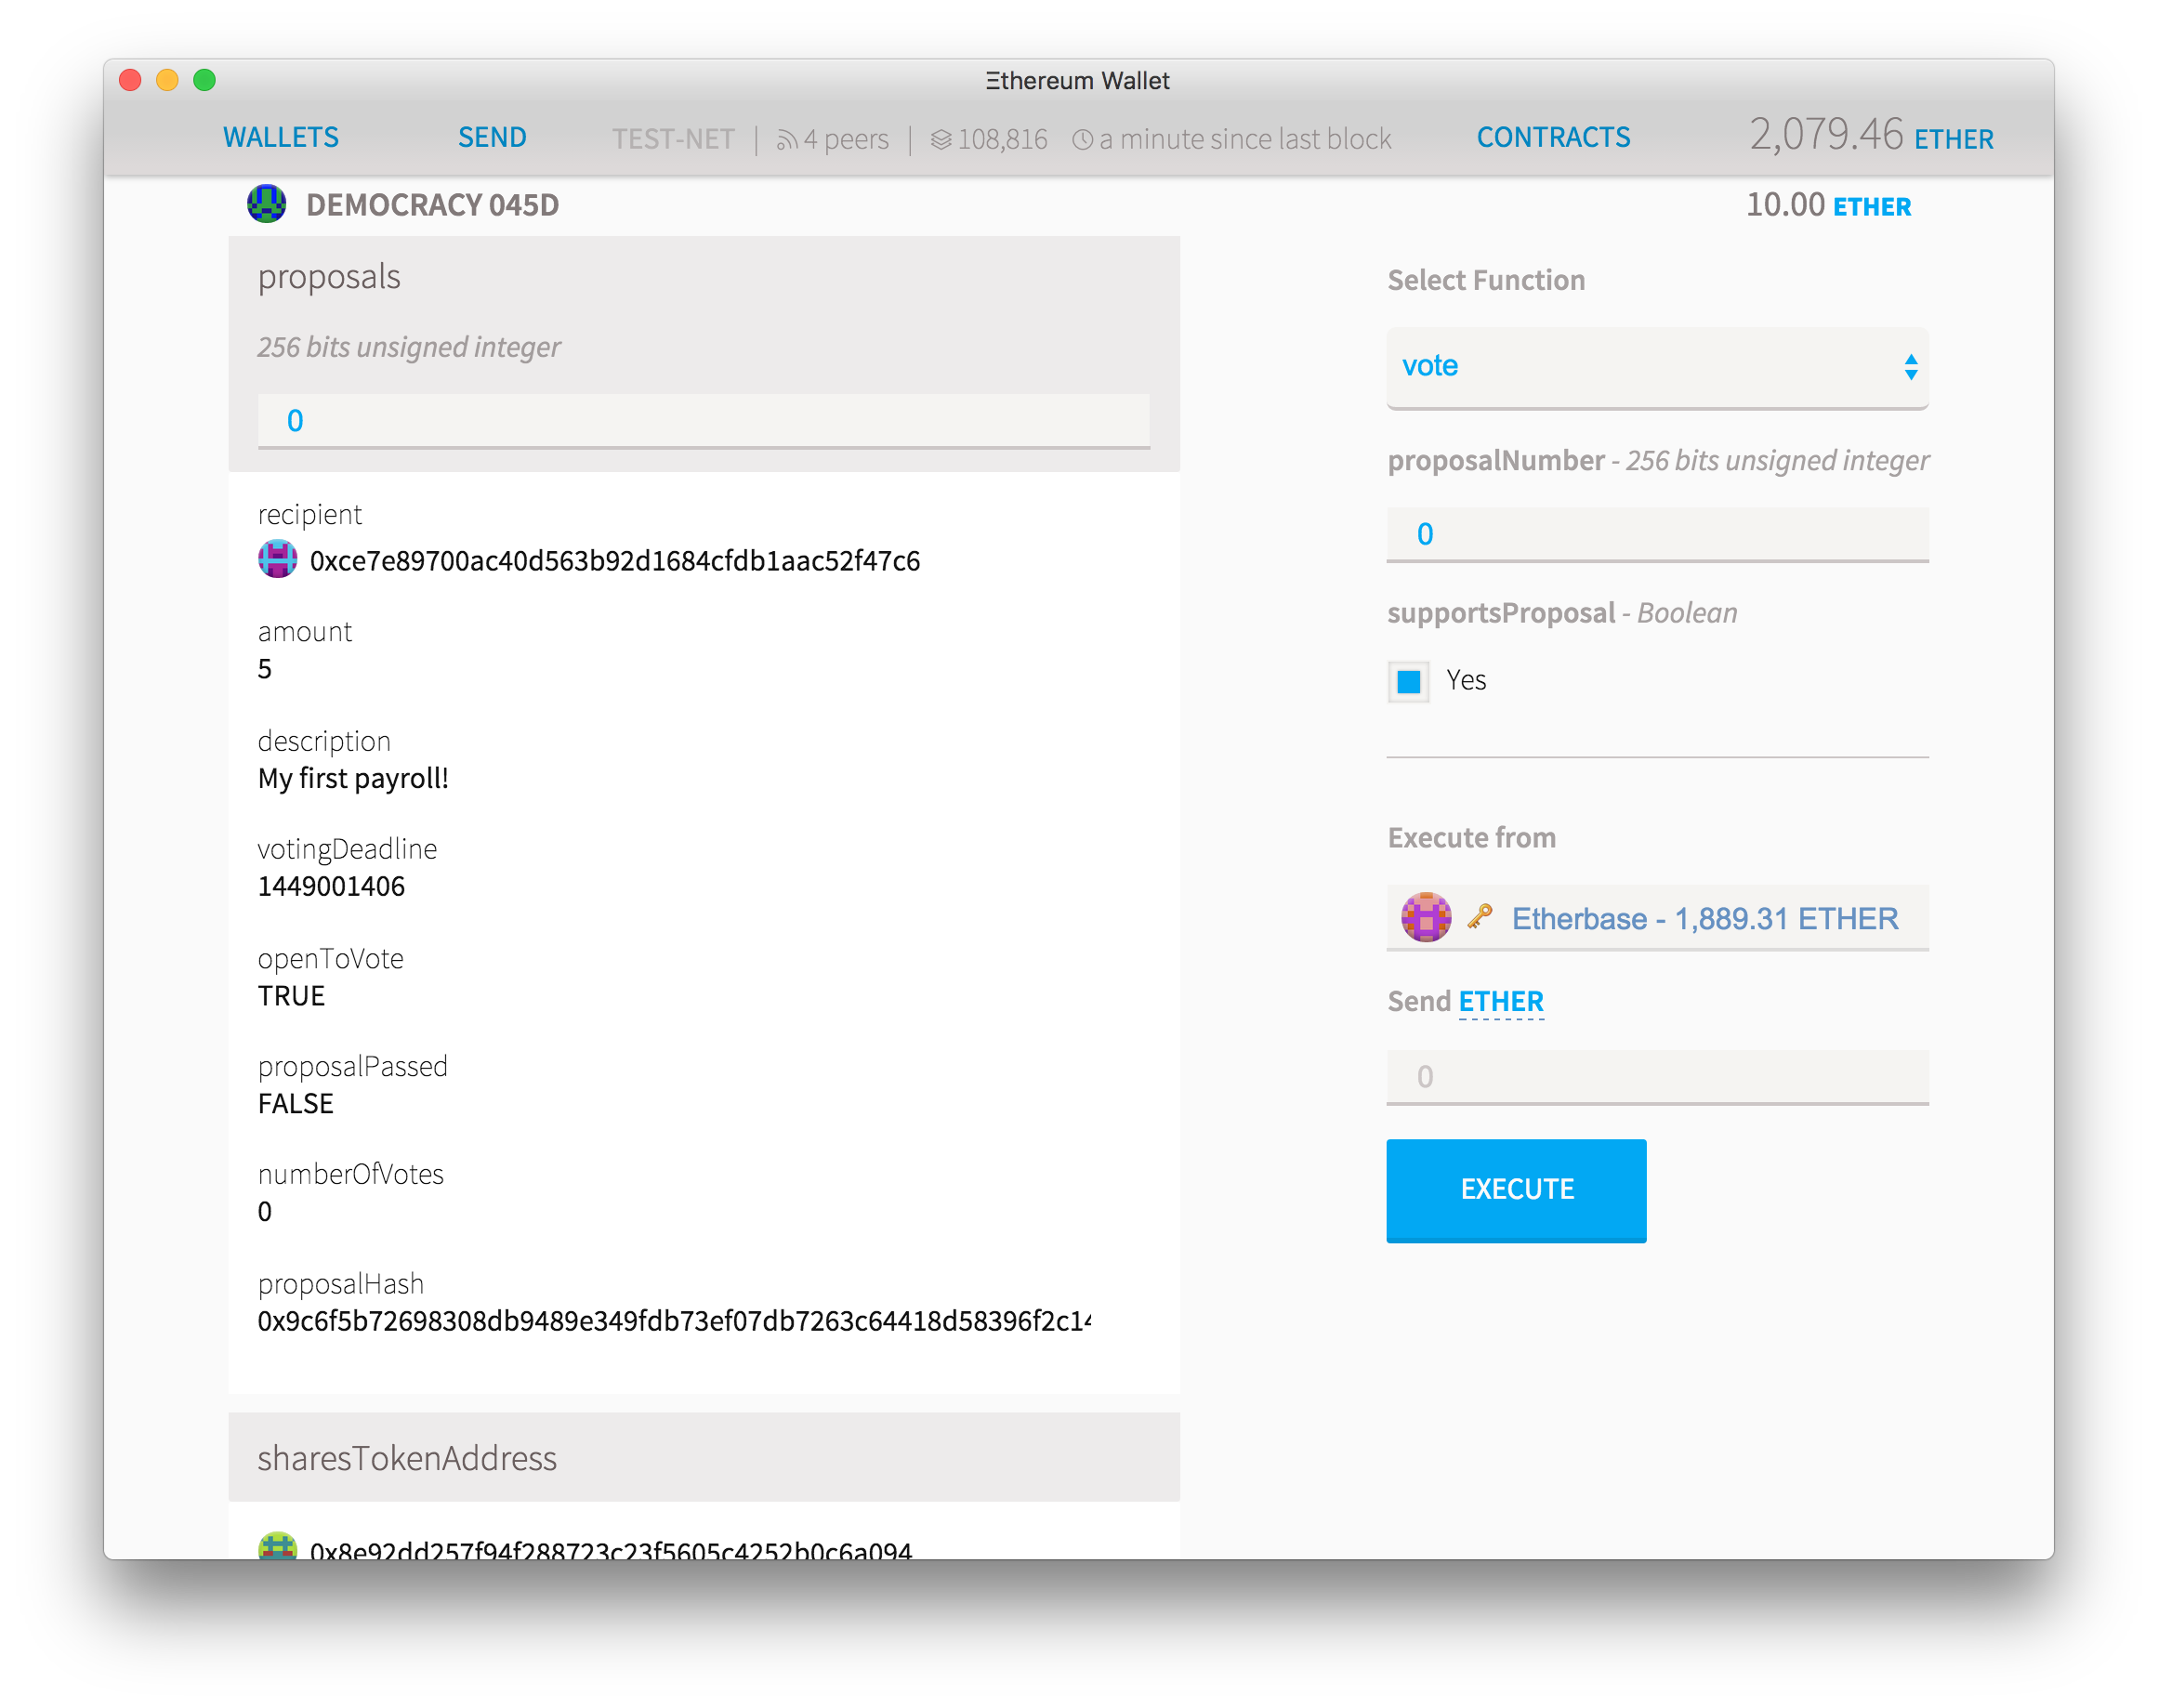 Ξthereum Wallet
WALLETS SEND TEST-NET | 4 peers | 108,816 a minute since last block CONTRACTS 2,079.46 ETHER
DEMOCRACY 045D 10.00 ETHER
proposals
256 bits unsigned integer
0
recipient
0xce7e89700ac40d563b92d1684cfdb1aac52f47c6
amount
5
description
My first payroll!
votingDeadline
1449001406
openToVote
TRUE
proposalPassed
FALSE
numberOfVotes
0
proposalHash
0x9c6f5b72698308db9489e349fdb73ef07db7263c64418d58396f2c14
sharesTokenAddress
0x8e92dd257f94f288723c23f5605c4252b0c6a094
Select Function
vote
proposalNumber - 256 bits unsigned integer
0
supportsProposal - Boolean
Yes
Execute from
Etherbase - 1,889.31 ETHER
Send ETHER
0
EXECUTE